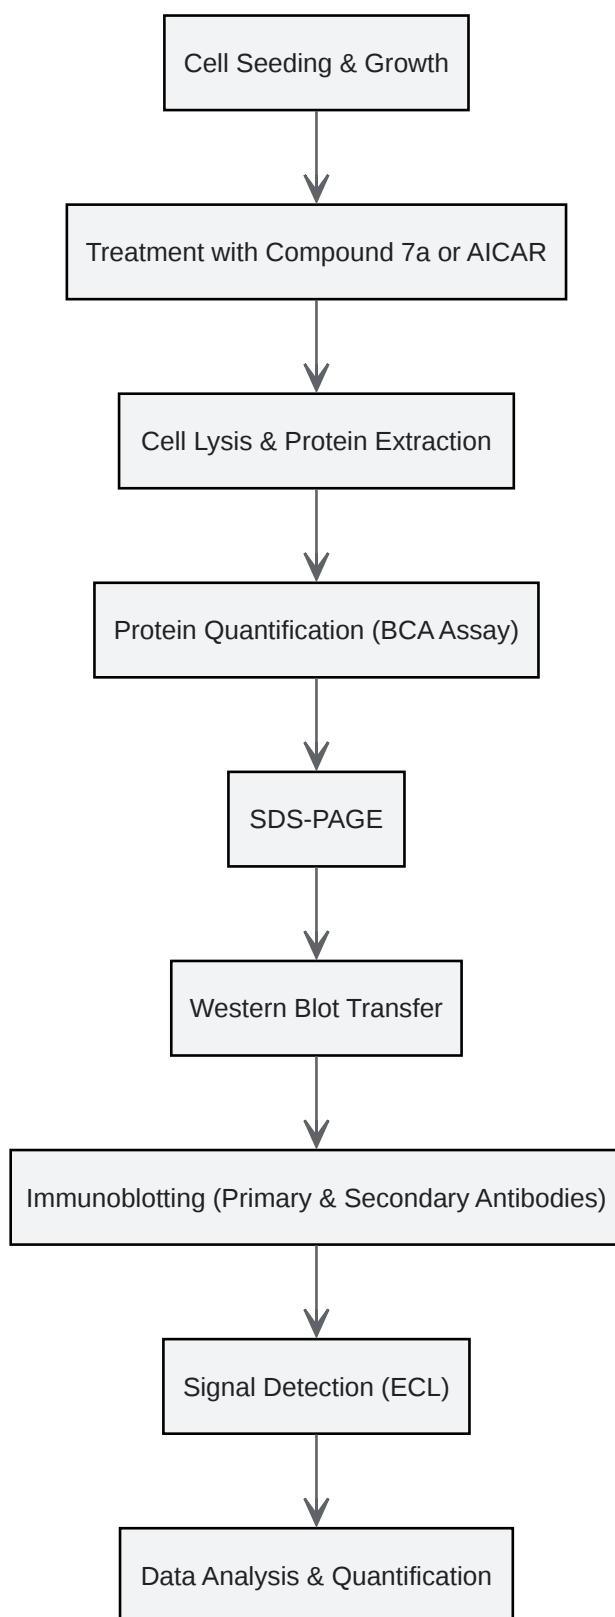 Cell Seeding & Growth
Treatment with Compound 7a or AICAR
Cell Lysis & Protein Extraction
Protein Quantification (BCA Assay)
SDS-PAGE
Western Blot Transfer
Immunoblotting (Primary & Secondary Antibodies)
Signal Detection (ECL)
Data Analysis & Quantification